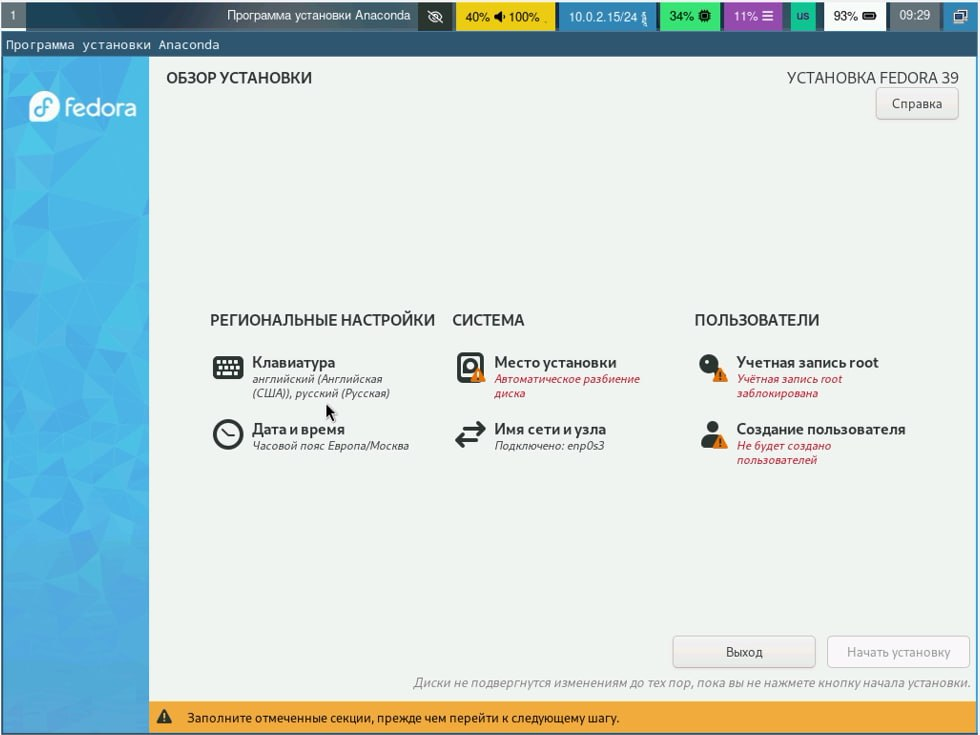 1
Программа установки Anaconda
40% 100%
10.0.2.15/24
34%
11%
US
93%
09:29
Программа установки Anaconda
fedora
ОБЗОР УСТАНОВКИ
УСТАНОВКА FEDORA 39
Справка
РЕГИОНАЛЬНЫЕ НАСТРОЙКИ
Клавиатура
английский (Английская
(США)), русский (Русская)
Дата и время
Часовой пояс Европа/Москва
СИСТЕМА
Место установки
Автоматическое разбиение
диска
Имя сети и узла
Подключено: enp0s3
ПОЛЬЗОВАТЕЛИ
Учетная запись root
Учётная запись root
заблокирована
Создание пользователя
Не будет создано
пользователей
Выход
Начать установку
Диски не подвергнутся изменениям до тех пор, пока вы не нажмете кнопку начала установки.
Заполните отмеченные секции, прежде чем перейти к следующему шагу.